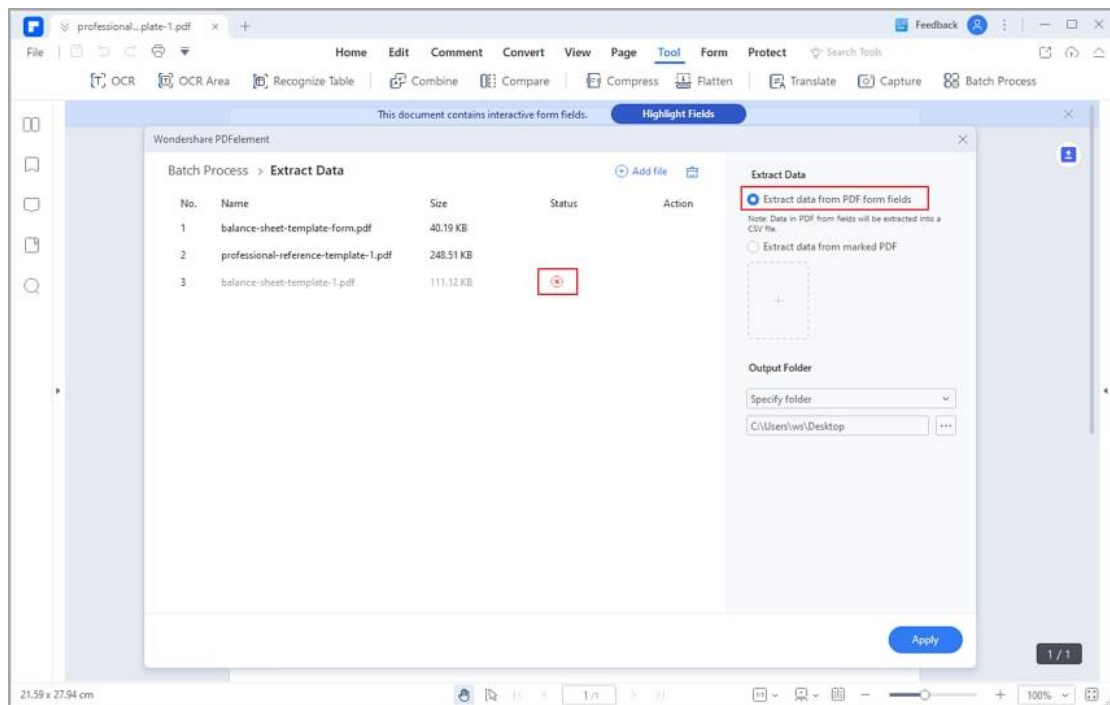 professional...plate-1.pdf
Feedback
File Home Edit Comment Convert View Page Tool Form Protect Search Tools
OCR OCR Area Recognize Table Combine Compare Compress Flatten Translate Capture Batch Process
This document contains interactive form fields. Highlight Fields
Wondershare PDFelement
Batch Process > Extract Data Add file
No. Name Size Status Action
1 balance-sheet-template-form.pdf 40.19 KB
2 professional-reference-template-1.pdf 248.51 KB
3 balance-sheet-template-1.pdf 111.12 KB
Extract Data
Extract data from PDF form fields
Note: Data in PDF from fields will be extracted into a
CSV file.
Extract data from marked PDF
Output Folder
Specify folder
C:\Users\ws\Desktop
Apply
1 / 1
21.59 x 27.94 cm 1 /1 100%